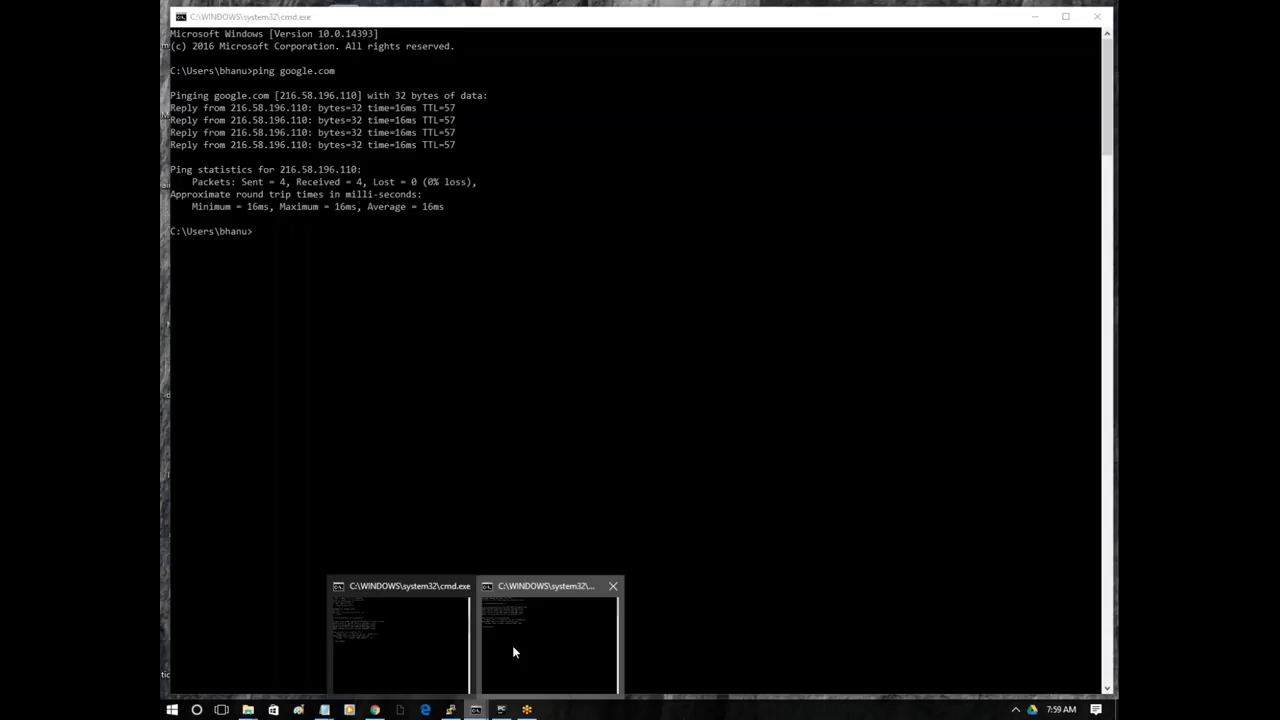 C:\WINDOWS\system32\cmd.exe
Microsoft Windows [Version 10.0.14393]
(c) 2016 Microsoft Corporation. All rights reserved.
C:\Users\bhanu>ping google.com
Pinging google.com [216.58.196.110] with 32 bytes of data:
Reply from 216.58.196.110: bytes=32 time=16ms TTL=57
Reply from 216.58.196.110: bytes=32 time=16ms TTL=57
Reply from 216.58.196.110: bytes=32 time=16ms TTL=57
Reply from 216.58.196.110: bytes=32 time=16ms TTL=57
Ping statistics for 216.58.196.110:
Packets: Sent = 4, Received = 4, Lost = 0 (0% loss),
Approximate round trip times in milli-seconds:
Minimum = 16ms, Maximum = 16ms, Average = 16ms
C:\Users\bhanu>
C:\WINDOWS\system32\cmd.exe
C:\WINDOWS\system32\...
7:59 AM